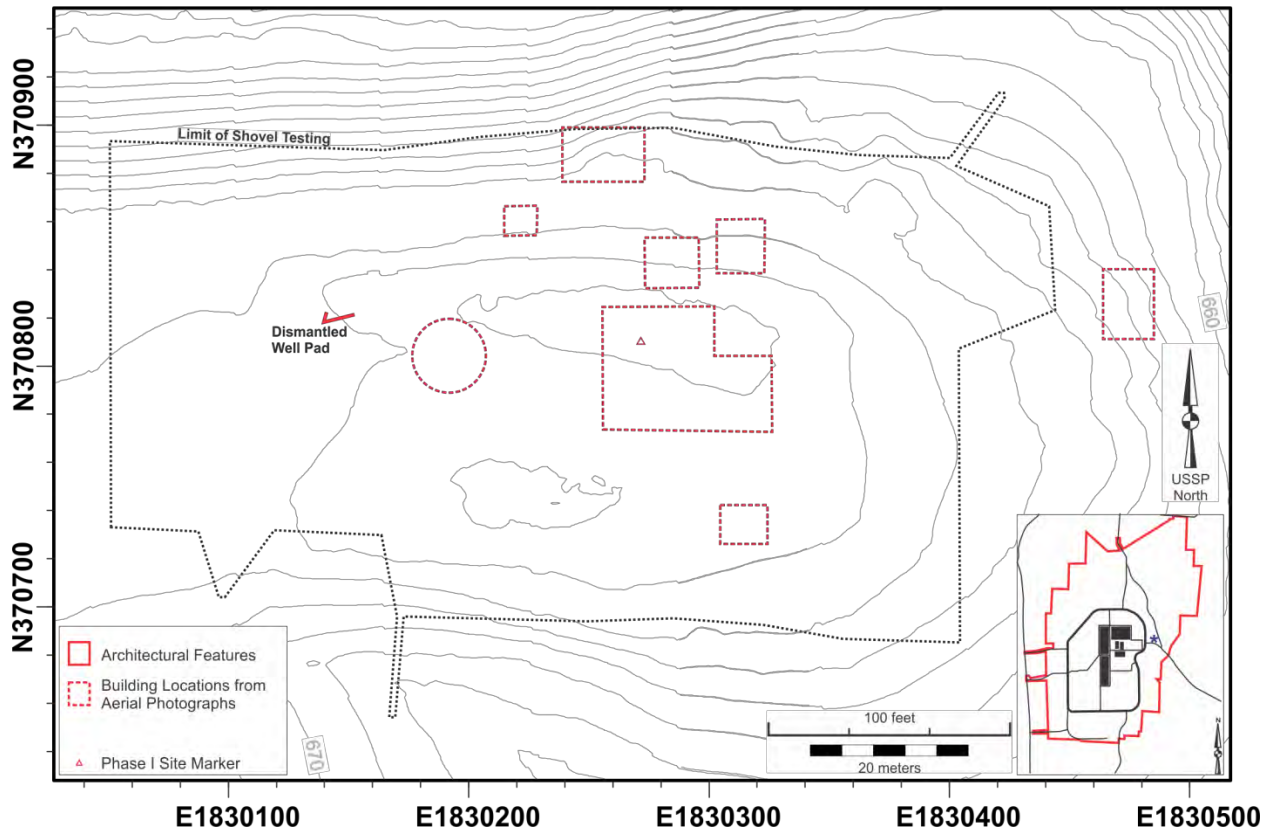 N370900
N370800
N370700
Limit of Shovel Testing
Dismantled
Well Pad
660
USSP
North
Architectural Features
Building Locations from
Aerial Photographs
Phase I Site Marker
670
100 feet
20 meters
N
E1830100
E1830200
E1830300
E1830400
E1830500